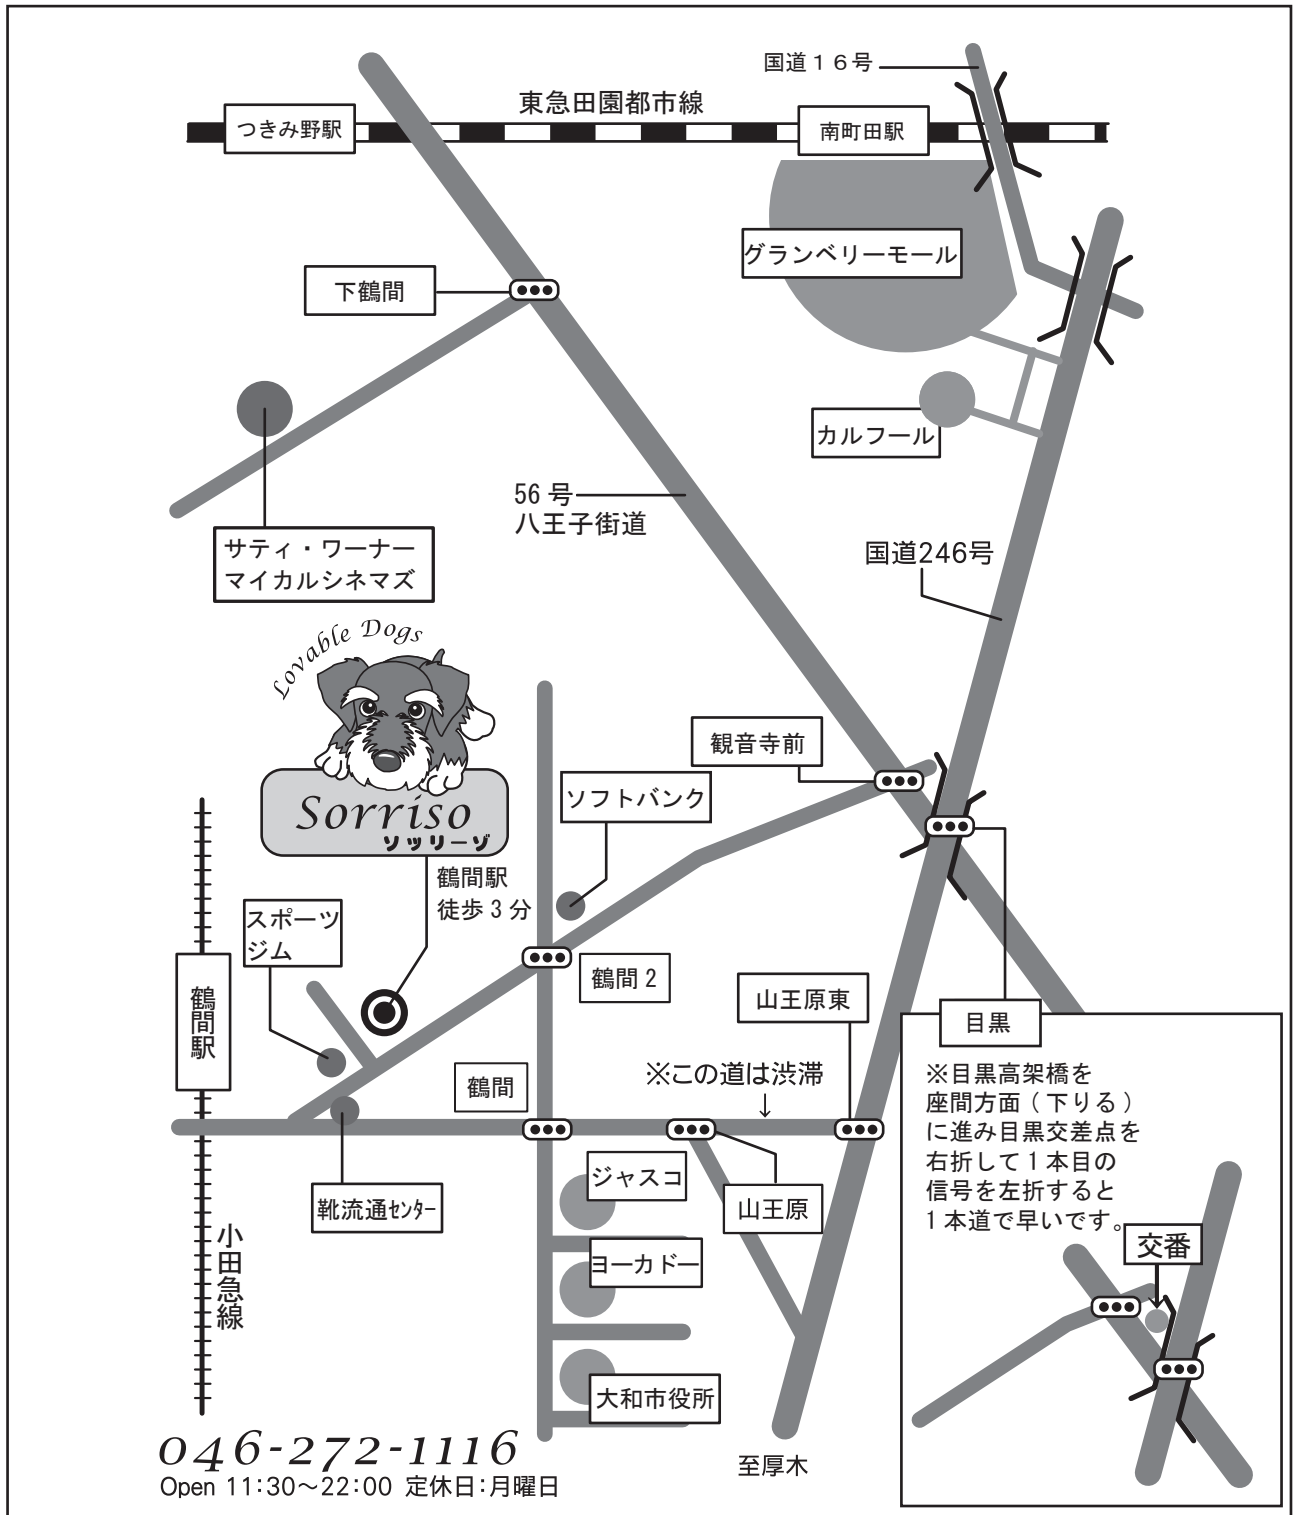 国道１６号
東急田園都市線
つきみ野駅
南町田駅
グランベリーモール
下鶴間
カルフール
56号
八王子街道
国道246号
サティ・ワーナー
マイカルシネマズ
Lovable Dogs
Sorriso
ソッリーゾ
観音寺前
ソフトバンク
鶴間駅
徒歩３分
スポーツ
ジム
鶴間２
山王原東
目黒
鶴間駅
鶴間
※この道は渋滞
※目黒高架橋を
座間方面（下りる）
に進み目黒交差点を
右折して１本目の
信号を左折すると
１本道で早いです。
ジャスコ
靴流通ｾﾝﾀｰ
山王原
小田急線
ヨーカドー
交番
大和市役所
046-272-1116
Open 11:30～22:00 定休日:月曜日
至厚木